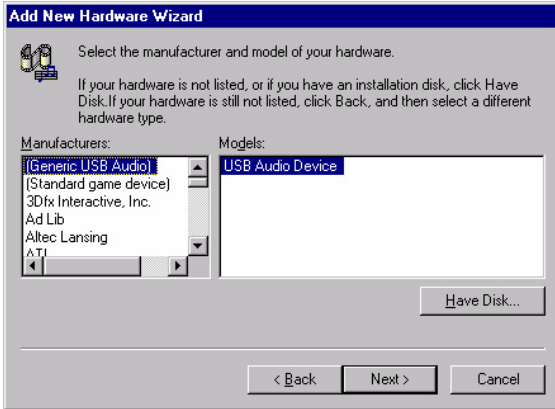 Add New Hardware Wizard
Select the manufacturer and model of your hardware.
If your hardware is not listed, or if you have an installation disk, click Have
Disk.If your hardware is still not listed, click Back, and then select a different
hardware type.
Manufacturers:
(Generic USB Audio)
(Standard game device)
3Dfx Interactive, Inc.
Ad Lib
Altec Lansing
ATI
Models:
USB Audio Device
Have Disk...
< Back
Next >
Cancel